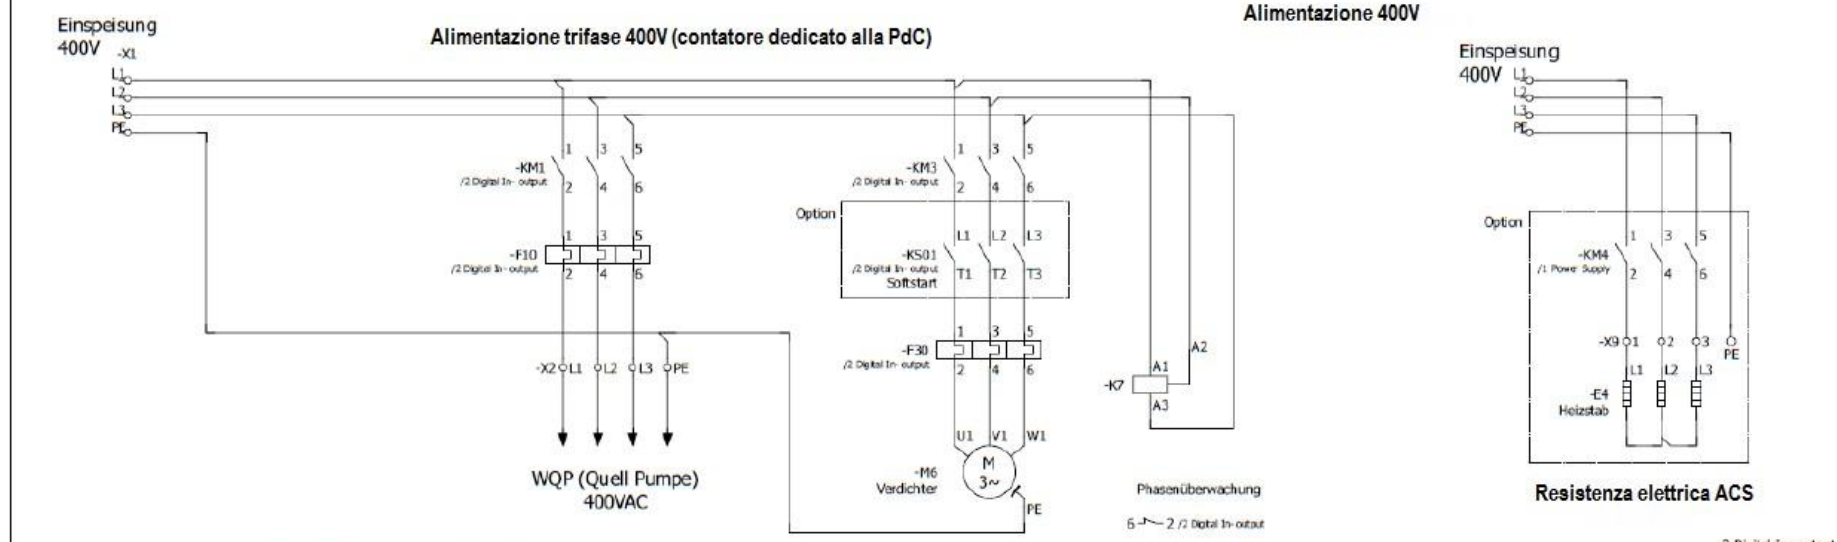 Alimentazione 400V
Einspeisung
400V
-X1
Alimentazione trifase 400V (contatore dedicato alla PdC)
L1
L2
L3
PE
1 3 5
-KM1
/2 Digital In- output
2 4 6
1 3 5
-F10
/2 Digital In- output
2 4 6
-X2 L1 L2 L3 PE
WQP (Quell Pumpe)
400VAC
1 3 5
-KM3
/2 Digital In- output
2 4 6
Option
L1 L2 L3
-KS01
/2 Digital In- output
Softstart
T1 T2 T3
1 3 5
-F30
/2 Digital In- output
2 4 6
U1 V1 W1
M
3~
-M6
Verdichter
PE
A2
A1
-K7
A3
Phasenüberwachung
6 2 /2 Digital In- output
Einspeisung
400V
L1
L2
L3
PE
Option
1 3 5
-KM4
/1 Power Supply
2 4 6
-X9 1 2 3 PE
L1 L2 L3
-E4
Heizstab
Resistenza elettrica ACS